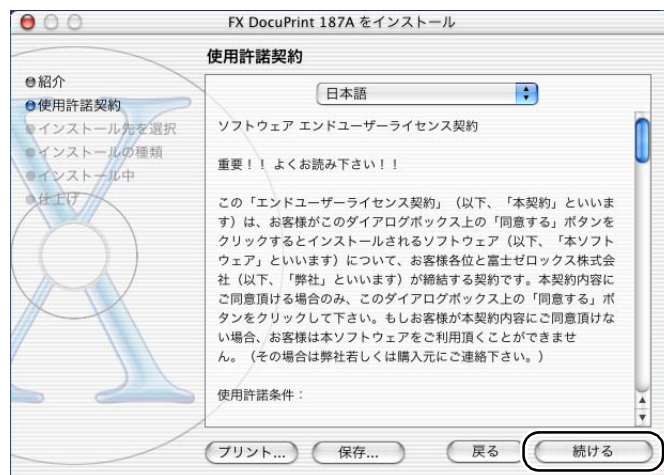 FX DocuPrint 187A をインストール
使用許諾契約
紹介
使用許諾契約
インストール先を選択
インストールの種類
インストール中
仕上げ
日本語
ソフトウェア エンドユーザーライセンス契約
重要！！ よくお読み下さい！！
この「エンドユーザーライセンス契約」（以下、「本契約」といいま
す）は、お客様がこのダイアログボックス上の「同意する」ボタンを
クリックするとインストールされるソフトウェア（以下、「本ソフト
ウェア」といいます）について、お客様各位と富士ゼロックス株式会
社（以下、「弊社」といいます）が締結する契約です。本契約内容に
ご同意頂ける場合のみ、このダイアログボックス上の「同意する」ボ
タンをクリックして下さい。もしお客様が本契約内容にご同意頂けな
い場合、お客様は本ソフトウェアをご利用頂くことができませ
ん。（その場合は弊社若しくは購入元にご連絡下さい。）
使用許諾条件：
プリント...
保存...
戻る
続ける